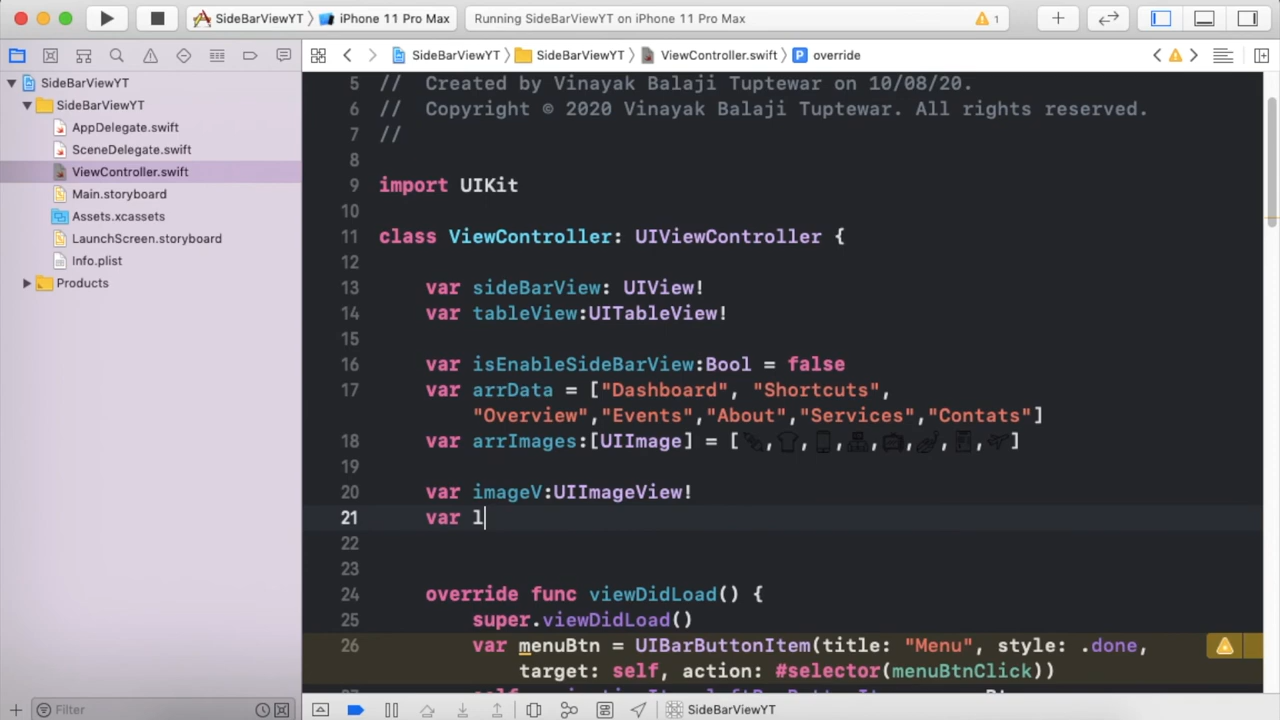 SideBarViewYT 〉 iPhone 11 Pro Max
Running SideBarViewYT on iPhone 11 Pro Max
1
SideBarViewYT 〉 SideBarViewYT 〉 ViewController.swift 〉 P override
SideBarViewYT
SideBarViewYT
AppDelegate.swift
SceneDelegate.swift
ViewController.swift
Main.storyboard
Assets.xcassets
LaunchScreen.storyboard
Info.plist
Products
5 // Created by Vinayak Balaji Tuptewar on 10/08/20.
6 // Copyright © 2020 Vinayak Balaji Tuptewar. All rights reserved.
7 //
8
9 import UIKit
10
11 class ViewController: UIViewController {
12
13 var sideBarView: UIView!
14 var tableView:UITableView!
15
16 var isEnableSideBarView:Bool = false
17 var arrData = ["Dashboard", "Shortcuts",
"Overview","Events","About","Services","Contats"]
18 var arrImages:[UIImage] = [,,,,,,,]
19
20 var imageV:UIImageView!
21 var l
22
23
24 override func viewDidLoad() {
25 super.viewDidLoad()
26 var menuBtn = UIBarButtonItem(title: "Menu", style: .done,
target: self, action: #selector(menuBtnClick))
Filter
SideBarViewYT